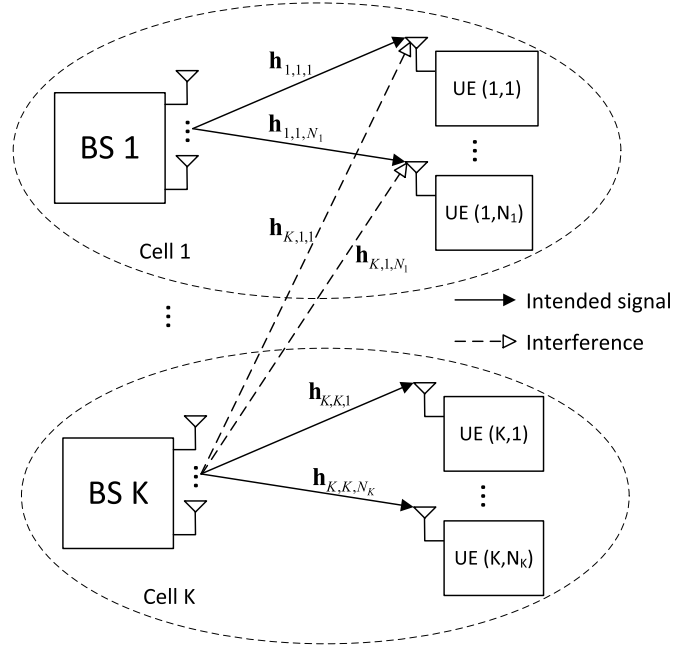 h1,1,1
UE (1,1)
BS 1
h1,1,N1
UE (1,N1)
hK,1,1
hK,1,N1
Cell 1
Intended signal
Interference
hK,K,1
UE (K,1)
BS K
hK,K,NK
UE (K,NK)
Cell K